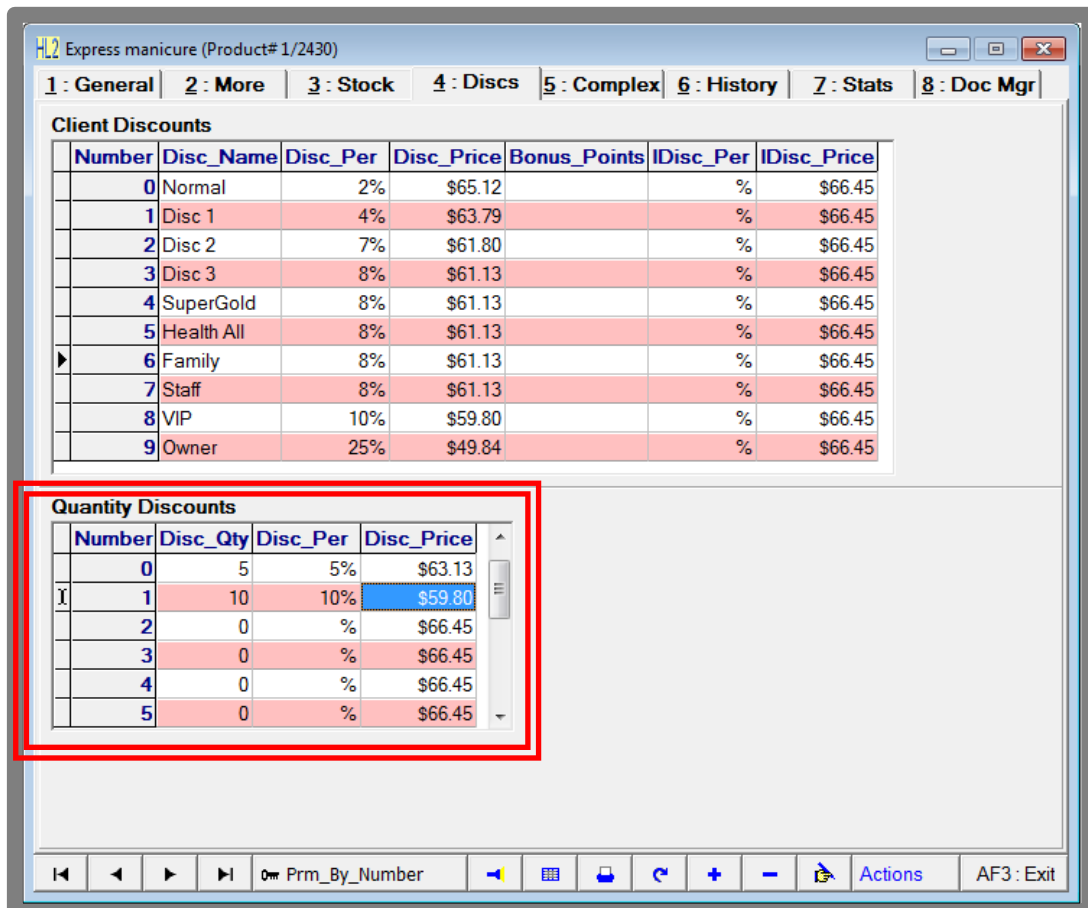 HL2 Express manicure (Product# 1/2430)
1 : General 2 : More 3 : Stock 4 : Discs 5 : Complex 6 : History 7 : Stats 8 : Doc Mgr
Client Discounts
Number Disc_Name Disc_Per Disc_Price Bonus_Points IDisc_Per IDisc_Price
0 Normal 2% $65.12 % $66.45
1 Disc 1 4% $63.79 % $66.45
2 Disc 2 7% $61.80 % $66.45
3 Disc 3 8% $61.13 % $66.45
4 SuperGold 8% $61.13 % $66.45
5 Health All 8% $61.13 % $66.45
6 Family 8% $61.13 % $66.45
7 Staff 8% $61.13 % $66.45
8 VIP 10% $59.80 % $66.45
9 Owner 25% $49.84 % $66.45
Quantity Discounts
Number Disc_Qty Disc_Per Disc_Price
0 5 5% $63.13
1 10 10% $59.80
2 0 % $66.45
3 0 % $66.45
4 0 % $66.45
5 0 % $66.45
Prm_By_Number Actions AF3 : Exit